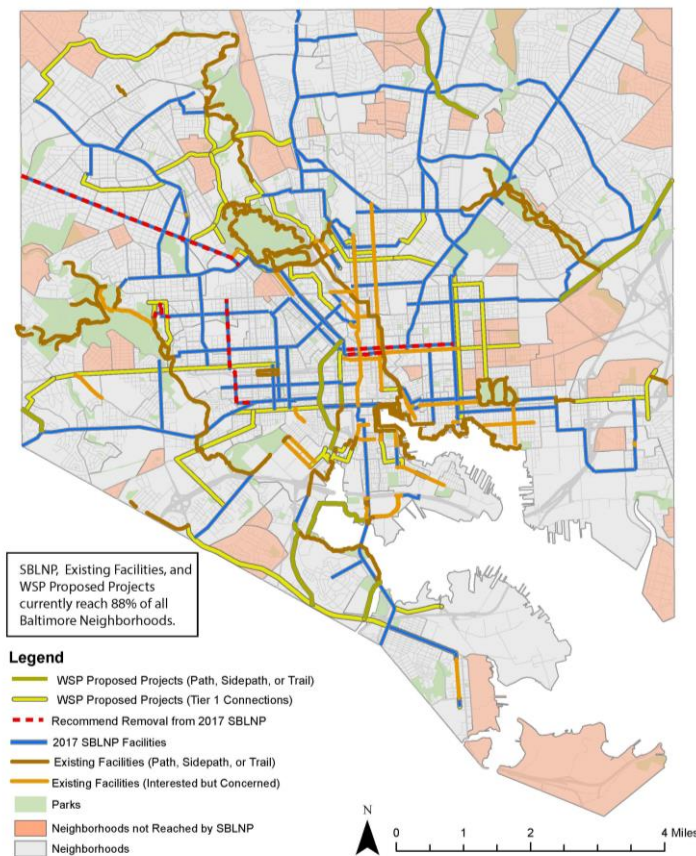 SBLNP, Existing Facilities, and
WSP Proposed Projects
currently reach 88% of all
Baltimore Neighborhoods.
Legend
WSP Proposed Projects (Path, Sidepath, or Trail)
WSP Proposed Projects (Tier 1 Connections)
Recommend Removal from 2017 SBLNP
2017 SBLNP Facilities
Existing Facilities (Path, Sidepath, or Trail)
Existing Facilities (Interested but Concerned)
Parks
Neighborhoods not Reached by SBLNP
Neighborhoods
N
0 1 2 4 Miles